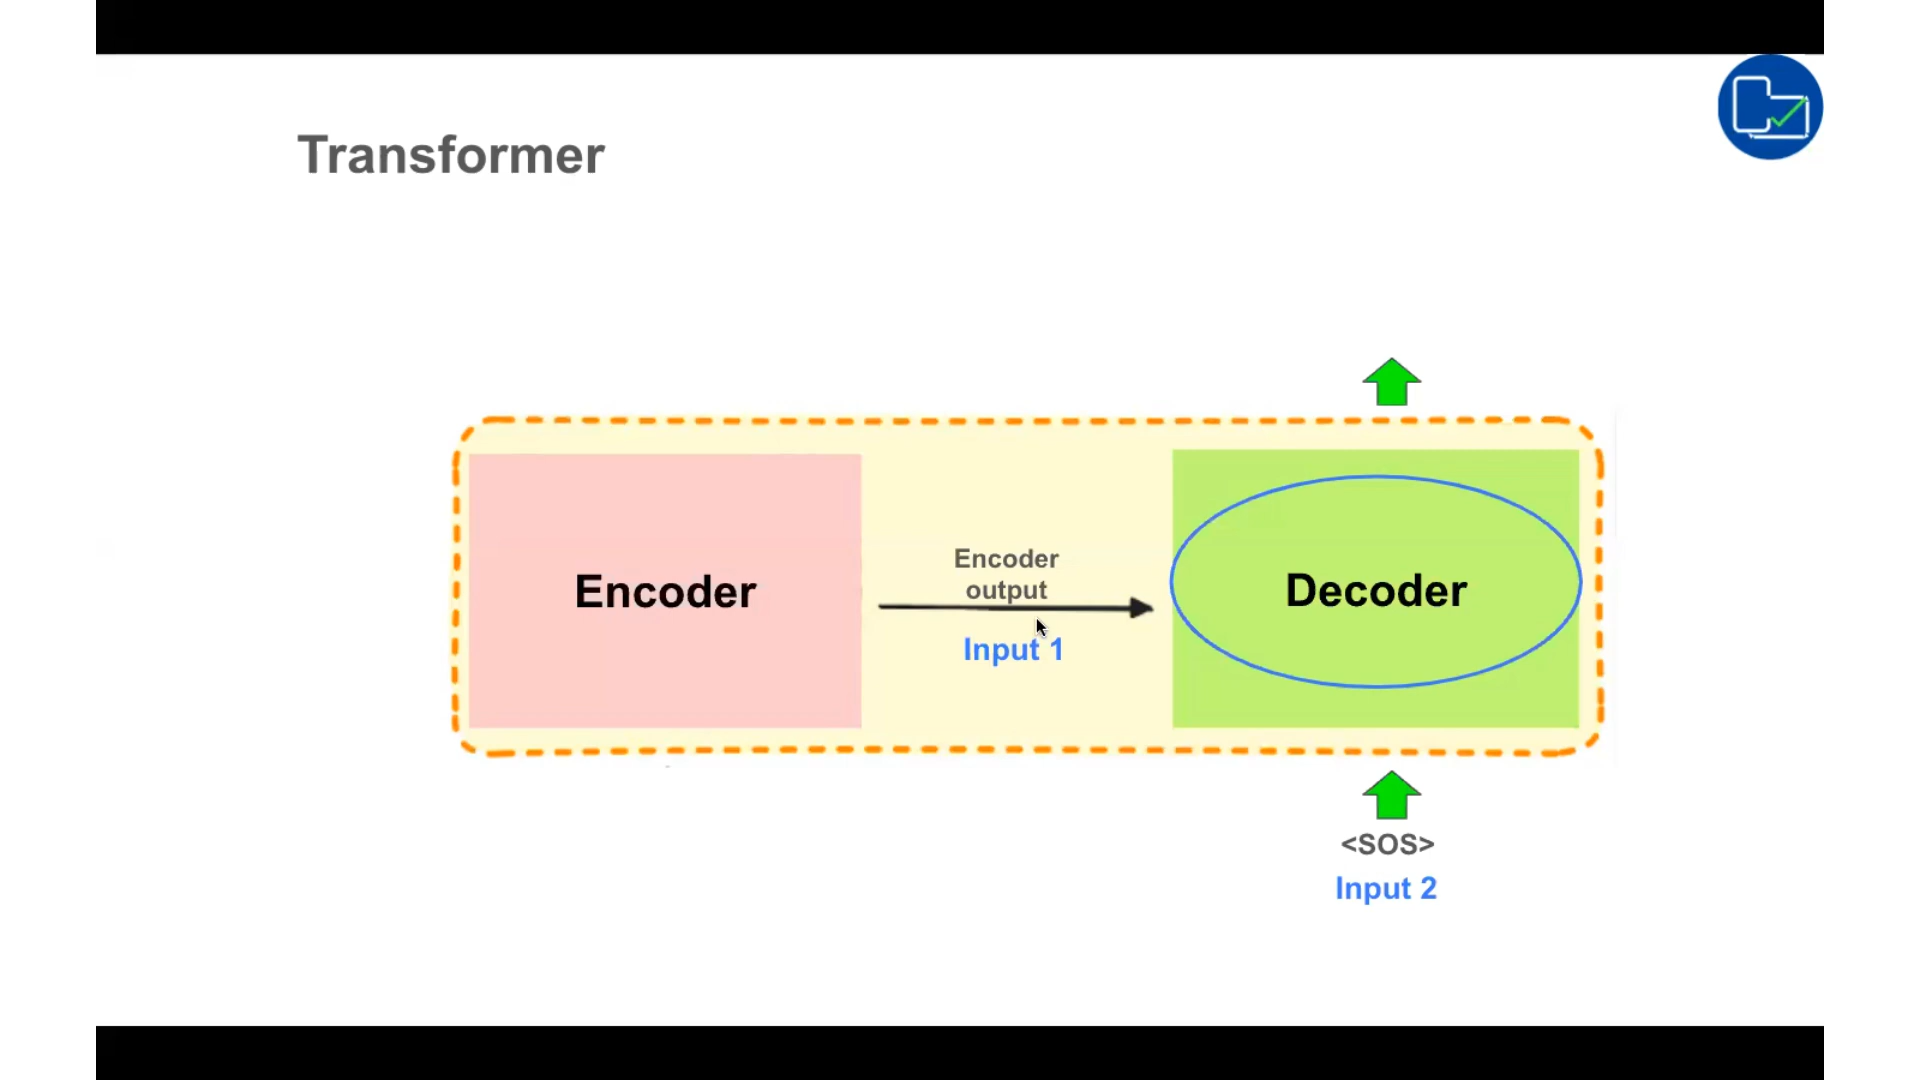 Transformer
Encoder
Encoder
output
Input 1
Decoder
<SOS>
Input 2